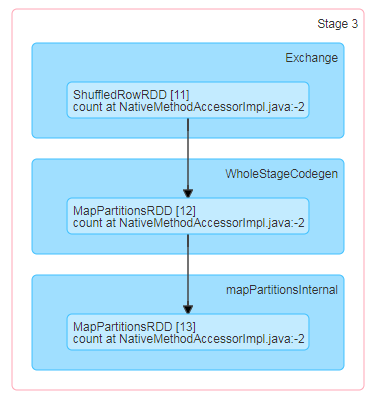 Stage 3
Exchange
ShuffledRowRDD [11]
count at NativeMethodAccessorImpl.java:-2
WholeStageCodegen
MapPartitionsRDD [12]
count at NativeMethodAccessorImpl.java:-2
mapPartitionsInternal
MapPartitionsRDD [13]
count at NativeMethodAccessorImpl.java:-2